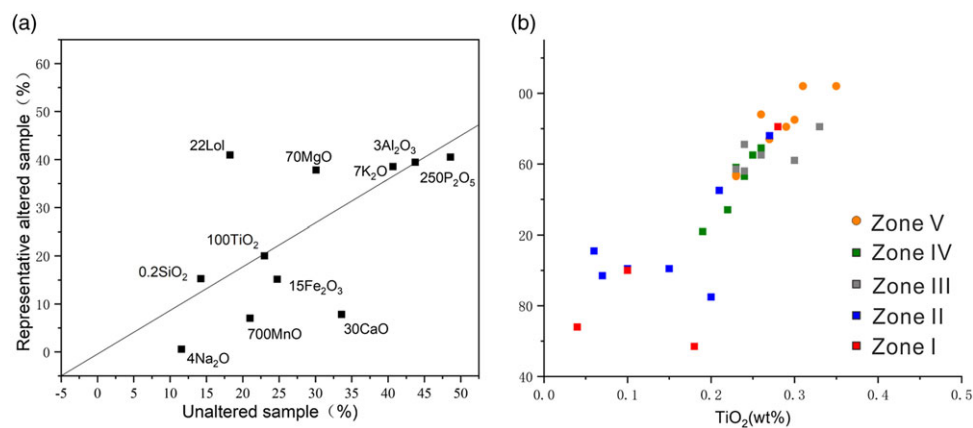 (a)
Representative altered sample (%)
60
50
40
30
20
10
0
22LoI
70MgO
3Al₂O₃
7K₂O
250P₂O₅
100TiO₂
0.2SiO₂
15Fe₂O₃
700MnO
30CaO
4Na₂O
-5 0 5 10 15 20 25 30 35 40 45 50
Unaltered sample (%)
(b)
00
60
20
80
40
Zone V
Zone IV
Zone III
Zone II
Zone I
0.0 0.1 0.2 0.3 0.4 0.5
TiO₂(wt%)